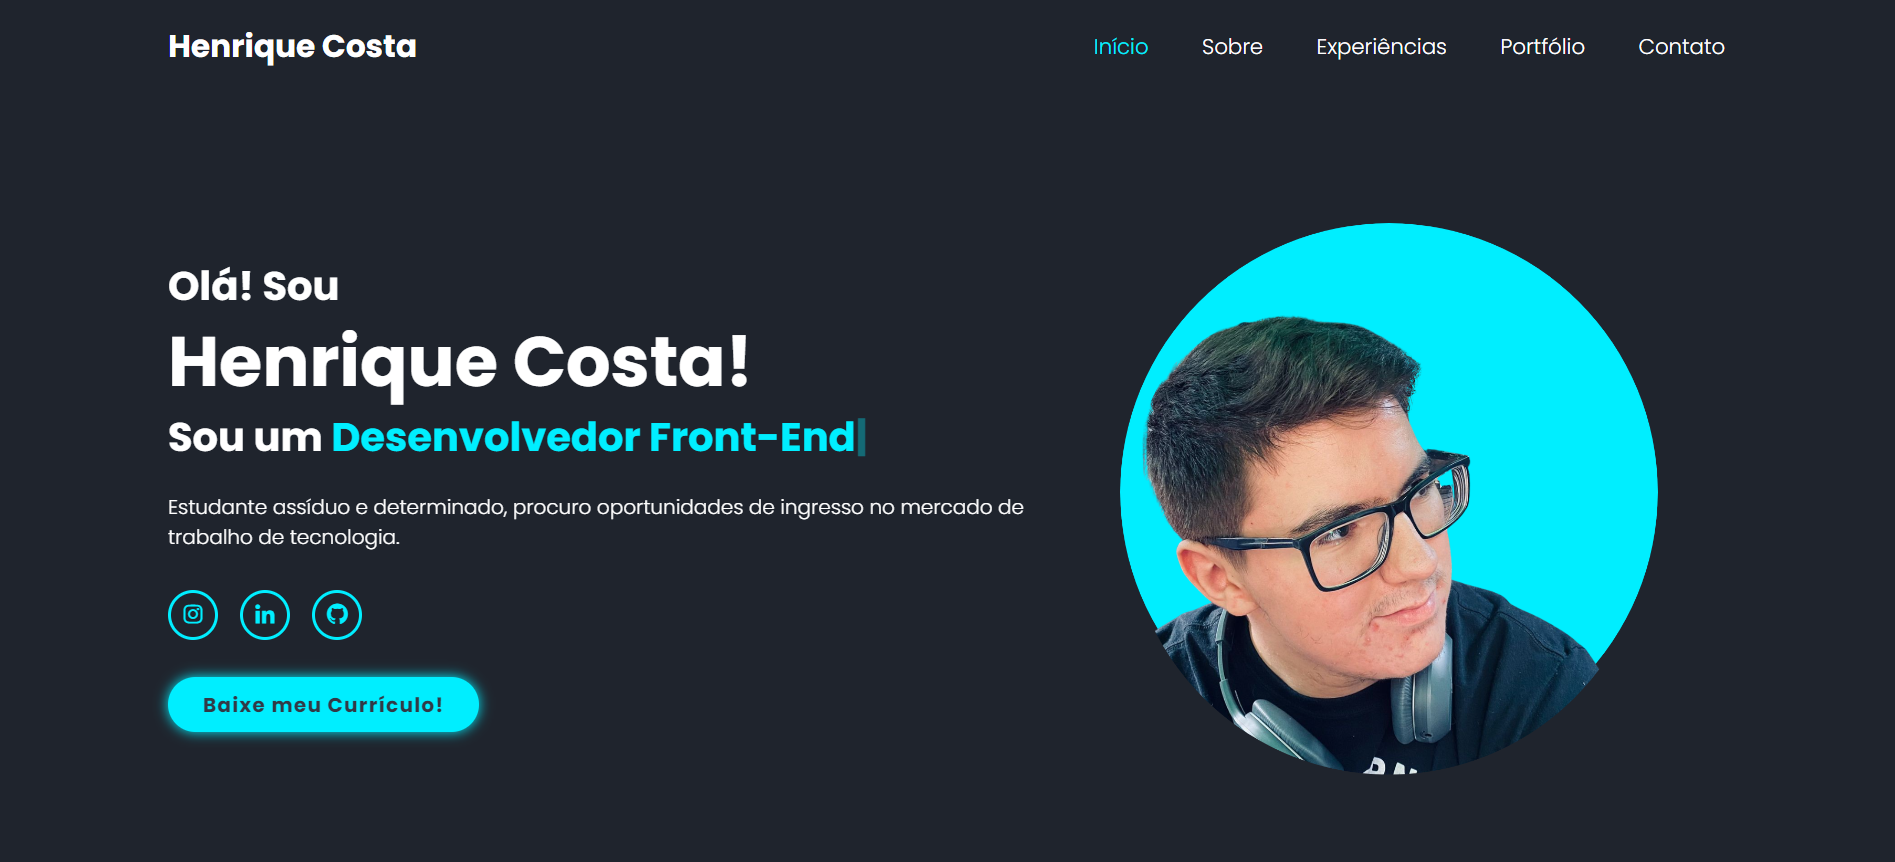 Henrique Costa
Início Sobre Experiências Portfólio Contato
Olá! Sou
Henrique Costa!
Sou um Desenvolvedor Front-End
Estudante assíduo e determinado, procuro oportunidades de ingresso no mercado de
trabalho de tecnologia.
in
Baixe meu Currículo!